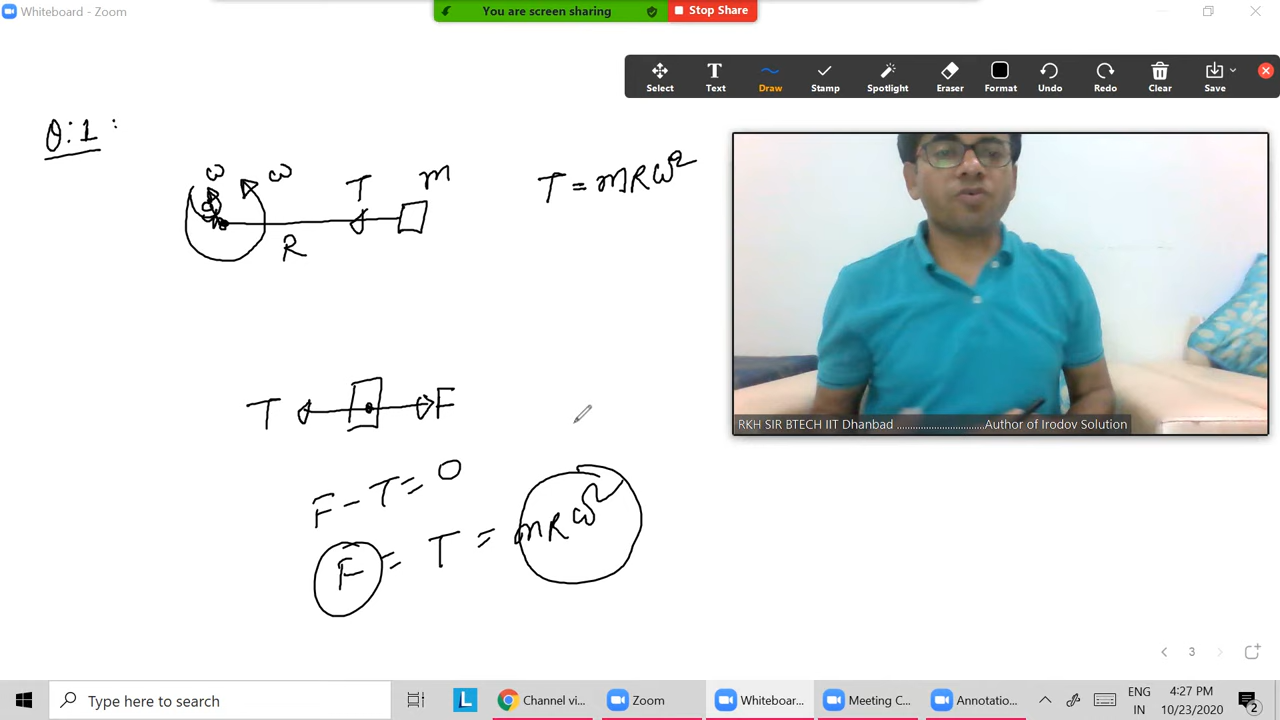 Whiteboard - Zoom
You are screen sharing
Stop Share
Select Text Draw Stamp Spotlight Eraser Format Undo Redo Clear Save
Q:1 :
ω ω T m
R
T = mRω²
RKH SIR BTECH IIT Dhanbad ...............................Author of Irodov Solution
T F
F - T = 0
F = T = mRω²
3
Type here to search
L
Channel vi...
Zoom
Whiteboar...
Meeting C...
Annotatio...
ENG
IN
4:27 PM
10/23/2020
2